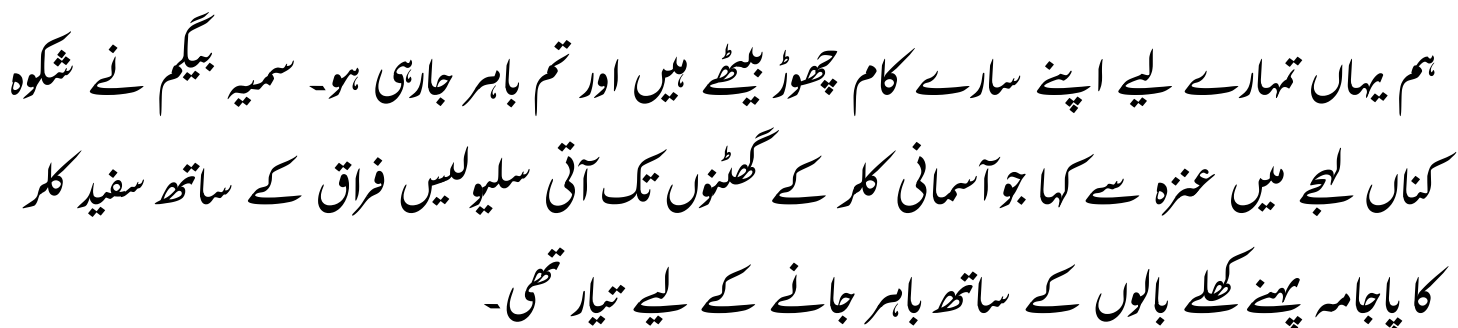 ہم یہاں تمہارے لیے اپنے سارے کام چھوڑ بیٹھے ہیں اور تم باہر جارہی ہو۔ سمیہ بیگم نے شکوہ
کناں لہجے میں عنزہ سے کہا جو آسمانی کلر کے گھٹنوں تک آتی سلیولیس فراق کے ساتھ سفید کلر
کا پاجامہ پہنے کھلے بالوں کے ساتھ باہر جانے کے لیے تیار تھی۔